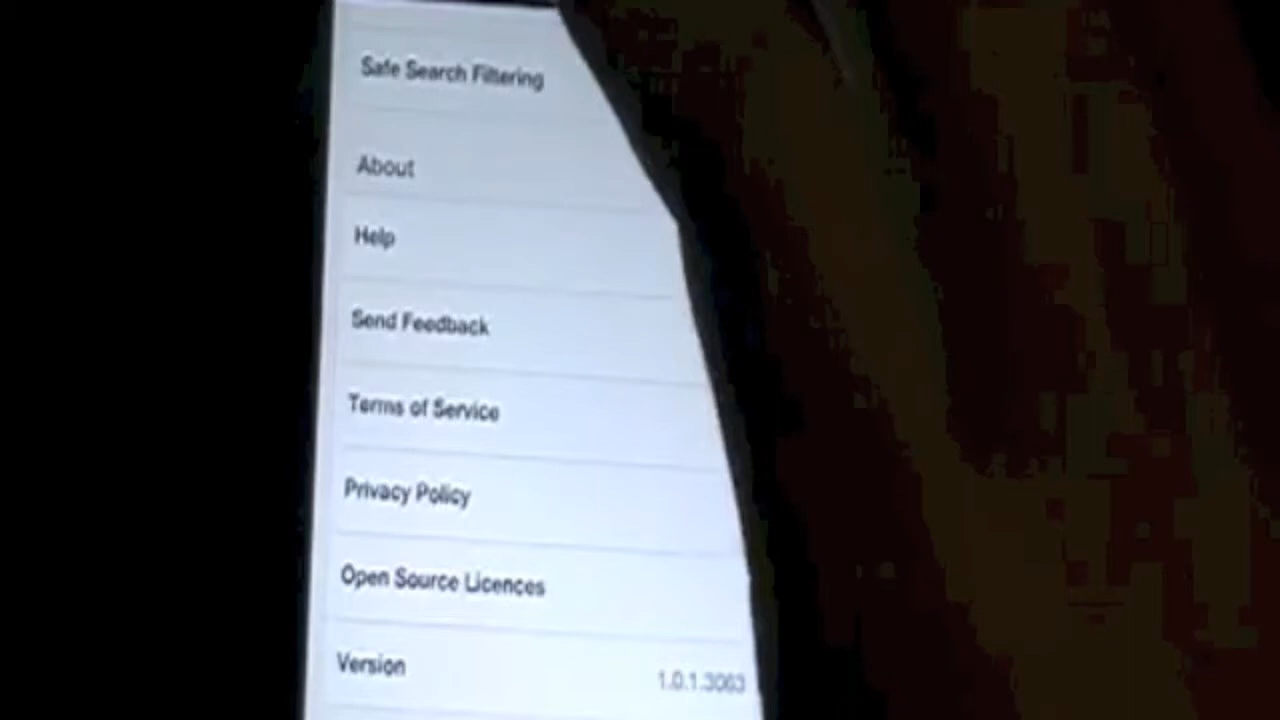 Safe Search Filtering
About
Help
Send Feedback
Terms of Service
Privacy Policy
Open Source Licences
Version 1.0.1.3063